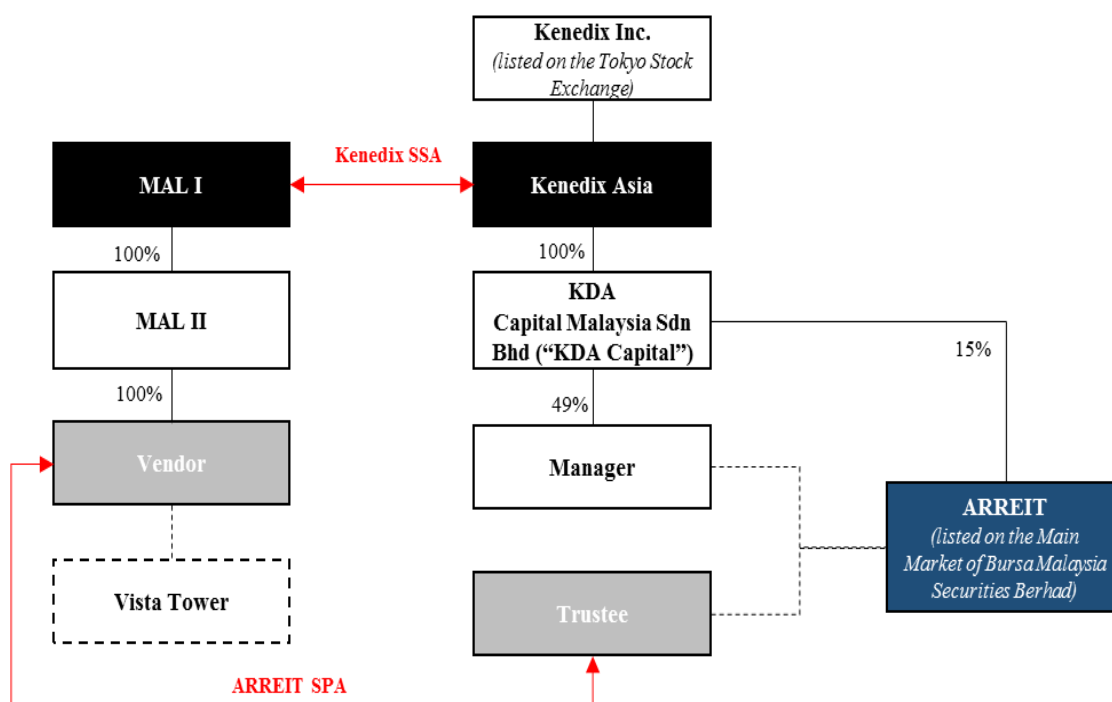 Kenedix Inc.
(listed on the Tokyo Stock
Exchange)
Kenedix SSA
MAL I
Kenedix Asia
100%
100%
MAL II
KDA
Capital Malaysia Sdn
Bhd (“KDA Capital”)
15%
100%
49%
Vendor
Manager
ARREIT
(listed on the Main
Market of Bursa Malaysia
Securities Berhad)
Vista Tower
Trustee
ARREIT SPA